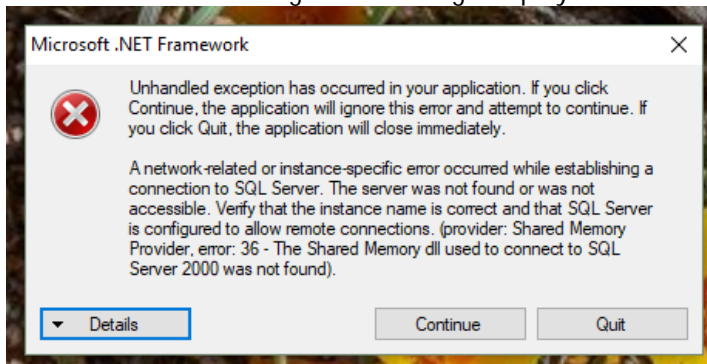 Microsoft .NET Framework
Unhandled exception has occurred in your application. If you click
Continue, the application will ignore this error and attempt to continue. If
you click Quit, the application will close immediately.
A network-related or instance-specific error occurred while establishing a
connection to SQL Server. The server was not found or was not
accessible. Verify that the instance name is correct and that SQL Server
is configured to allow remote connections. (provider: Shared Memory
Provider, error: 36 - The Shared Memory dll used to connect to SQL
Server 2000 was not found).
Details
Continue
Quit